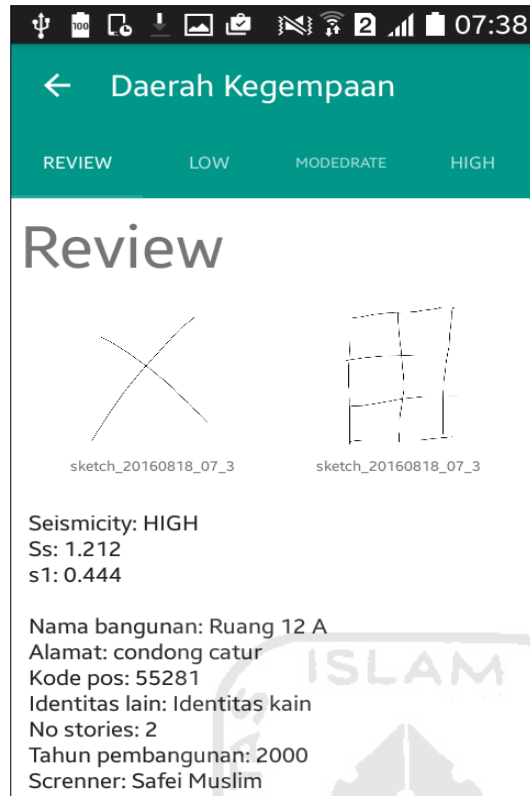 100 2 07:38
Daerah Kegempaan
REVIEW LOW MODEDRATE HIGH
Review
sketch_20160818_07_3 sketch_20160818_07_3
Seismicity: HIGH
Ss: 1.212
s1: 0.444
Nama bangunan: Ruang 12 A
Alamat: condong catur
ISLAM
Kode pos: 55281
Identitas lain: Identitas kain
No stories: 2
Tahun pembangunan: 2000
Screnner: Safei Muslim